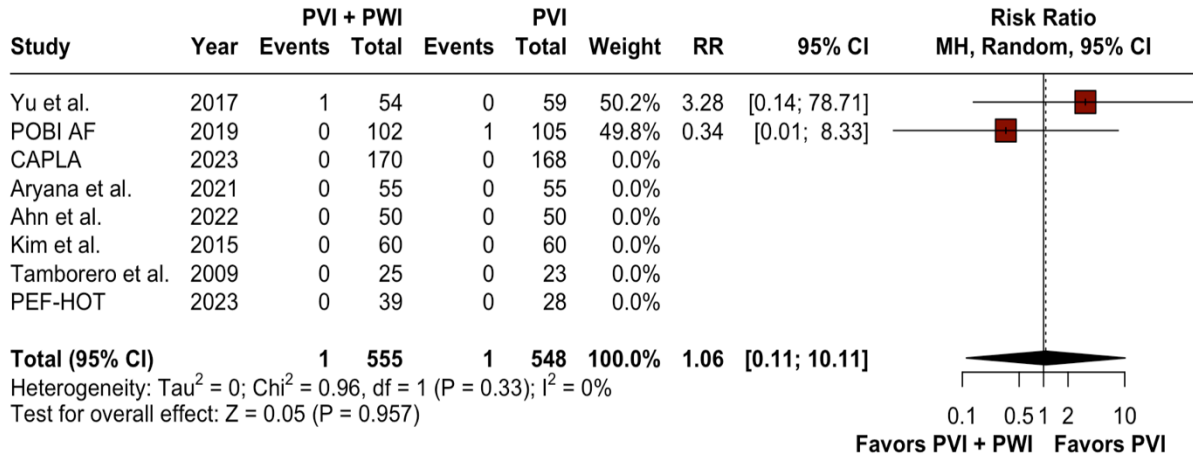 PVI + PWI PVI Risk Ratio
Study Year Events Total Events Total Weight RR 95% CI MH, Random, 95% CI
Yu et al. 2017 1 54 0 59 50.2% 3.28 [0.14; 78.71]
POBI AF 2019 0 102 1 105 49.8% 0.34 [0.01; 8.33]
CAPLA 2023 0 170 0 168 0.0%
Aryana et al. 2021 0 55 0 55 0.0%
Ahn et al. 2022 0 50 0 50 0.0%
Kim et al. 2015 0 60 0 60 0.0%
Tamborero et al. 2009 0 25 0 23 0.0%
PEF-HOT 2023 0 39 0 28 0.0%
Total (95% CI) 1 555 1 548 100.0% 1.06 [0.11; 10.11]
Heterogeneity: Tau² = 0; Chi² = 0.96, df = 1 (P = 0.33); I² = 0%
Test for overall effect: Z = 0.05 (P = 0.957)
0.1 0.5 1 2 10
Favors PVI + PWI Favors PVI